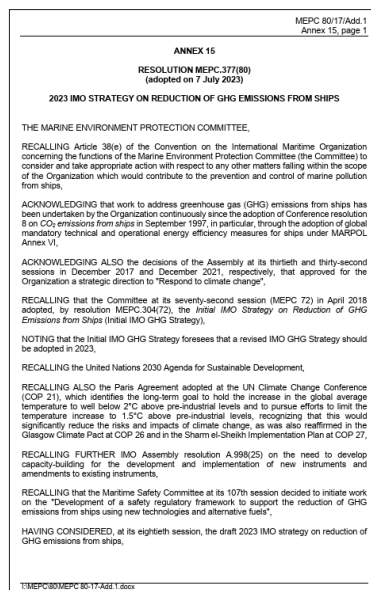 MEPC 80/17/Add.1
Annex 15, page 1
ANNEX 15
RESOLUTION MEPC.377(80)
(adopted on 7 July 2023)
2023 IMO STRATEGY ON REDUCTION OF GHG EMISSIONS FROM SHIPS
THE MARINE ENVIRONMENT PROTECTION COMMITTEE,
RECALLING Article 38(e) of the Convention on the International Maritime Organization
concerning the functions of the Marine Environment Protection Committee (the Committee) to
consider and take appropriate action with respect to any other matters falling within the scope
of the Organization which would contribute to the prevention and control of marine pollution
from ships,
ACKNOWLEDGING that work to address greenhouse gas (GHG) emissions from ships has
been undertaken by the Organization continuously since the adoption of Conference resolution
8 on CO₂ emissions from ships in September 1997, in particular, through the adoption of global
mandatory technical and operational energy efficiency measures for ships under MARPOL
Annex VI,
ACKNOWLEDGING ALSO the decisions of the Assembly at its thirtieth and thirty-second
sessions in December 2017 and December 2021, respectively, that approved for the
Organization a strategic direction to "Respond to climate change",
RECALLING that the Committee at its seventy-second session (MEPC 72) in April 2018
adopted, by resolution MEPC.304(72), the Initial IMO Strategy on Reduction of GHG
Emissions from Ships (Initial IMO GHG Strategy),
NOTING that the Initial IMO GHG Strategy foresees that a revised IMO GHG Strategy should
be adopted in 2023,
RECALLING the United Nations 2030 Agenda for Sustainable Development,
RECALLING ALSO the Paris Agreement adopted at the UN Climate Change Conference
(COP 21), which identifies the long-term goal to hold the increase in the global average
temperature to well below 2°C above pre-industrial levels and to pursue efforts to limit the
temperature increase to 1.5°C above pre-industrial levels, recognizing that this would
significantly reduce the risks and impacts of climate change, as was also reaffirmed in the
Glasgow Climate Pact at COP 26 and in the Sharm el-Sheikh Implementation Plan at COP 27,
RECALLING FURTHER IMO Assembly resolution A.998(25) on the need to develop
capacity-building for the development and implementation of new instruments and
amendments to existing instruments,
RECALLING that the Maritime Safety Committee at its 107th session decided to initiate work
on the "Development of a safety regulatory framework to support the reduction of GHG
emissions from ships using new technologies and alternative fuels",
HAVING CONSIDERED, at its eightieth session, the draft 2023 IMO strategy on reduction of
GHG emissions from ships,
I:\MEPC\80\MEPC 80-17-Add.1.docx